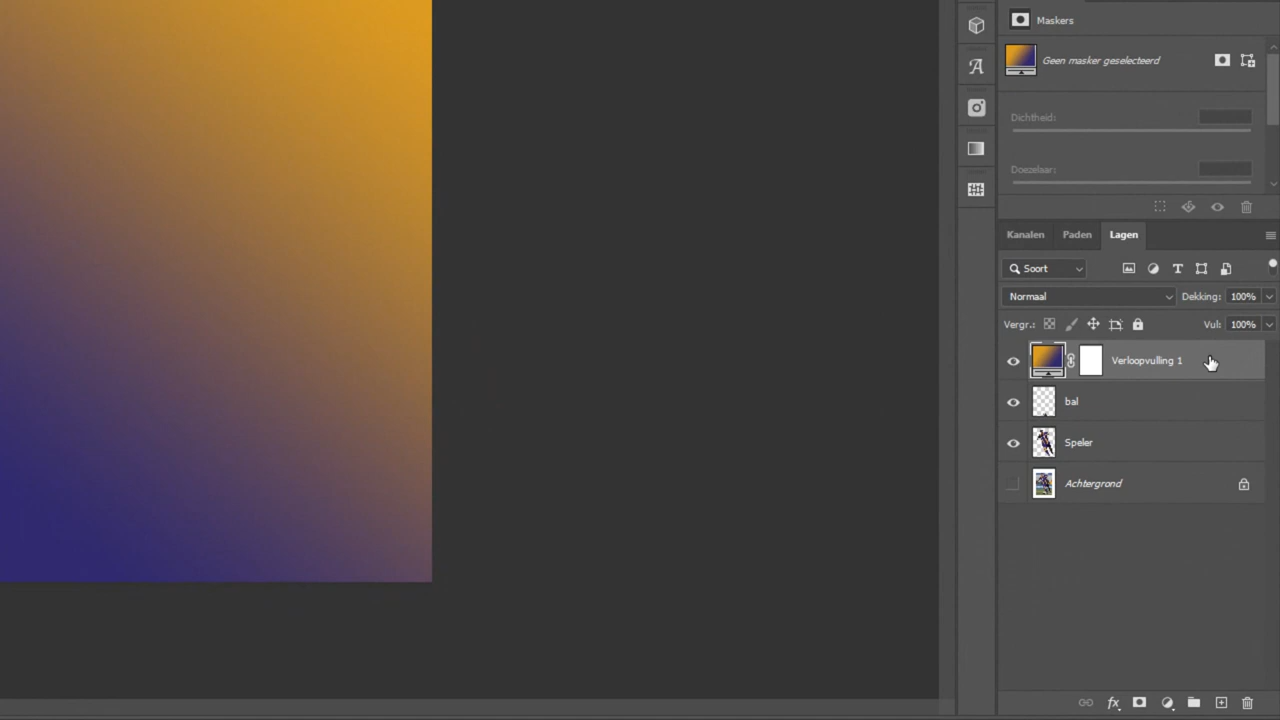 Maskers
Geen masker geselecteerd
Dichtheid:
Doezelaar:
Kanalen Paden Lagen
Soort
Normaal Dekking: 100%
Vergr.: Vul: 100%
Verloopvulling 1
bal
Speler
Achtergrond
fx